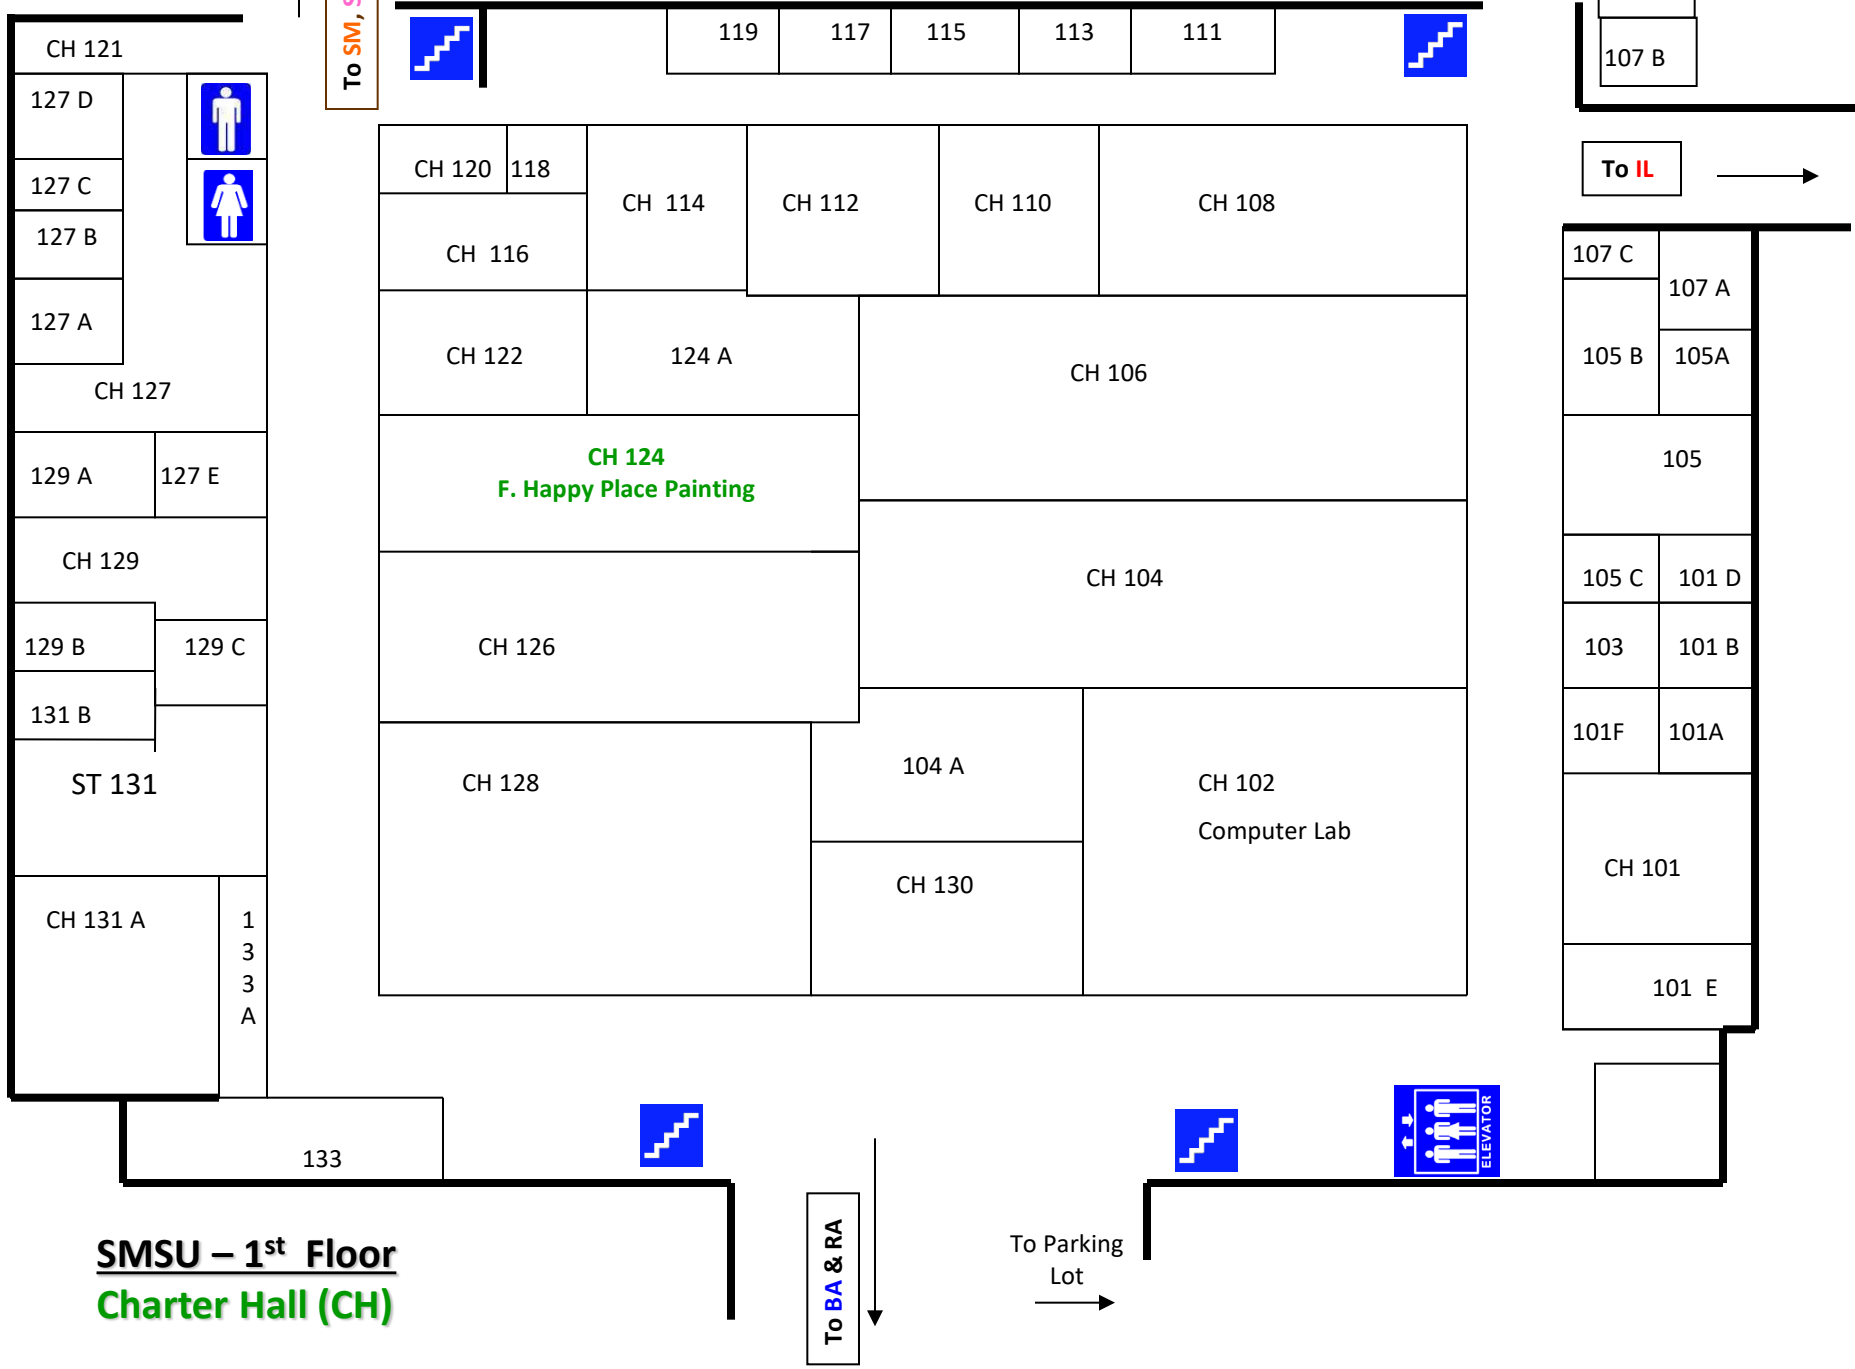 CH 121
To SM, S
119
117
115
113
111
107 B
127 D
127 C
127 B
127 A
CH 127
129 A
127 E
CH 129
129 B
129 C
131 B
ST 131
CH 131 A
133A
133
CH 120
118
CH 114
CH 112
CH 110
CH 108
CH 116
CH 122
124 A
CH 106
CH 124
F. Happy Place Painting
CH 104
CH 126
CH 128
104 A
CH 102
Computer Lab
CH 130
To IL
107 C
107 A
105 B
105A
105
105 C
101 D
103
101 B
101F
101A
CH 101
101 E
ELEVATOR
To BA & RA
To Parking
Lot
SMSU – 1st Floor
Charter Hall (CH)